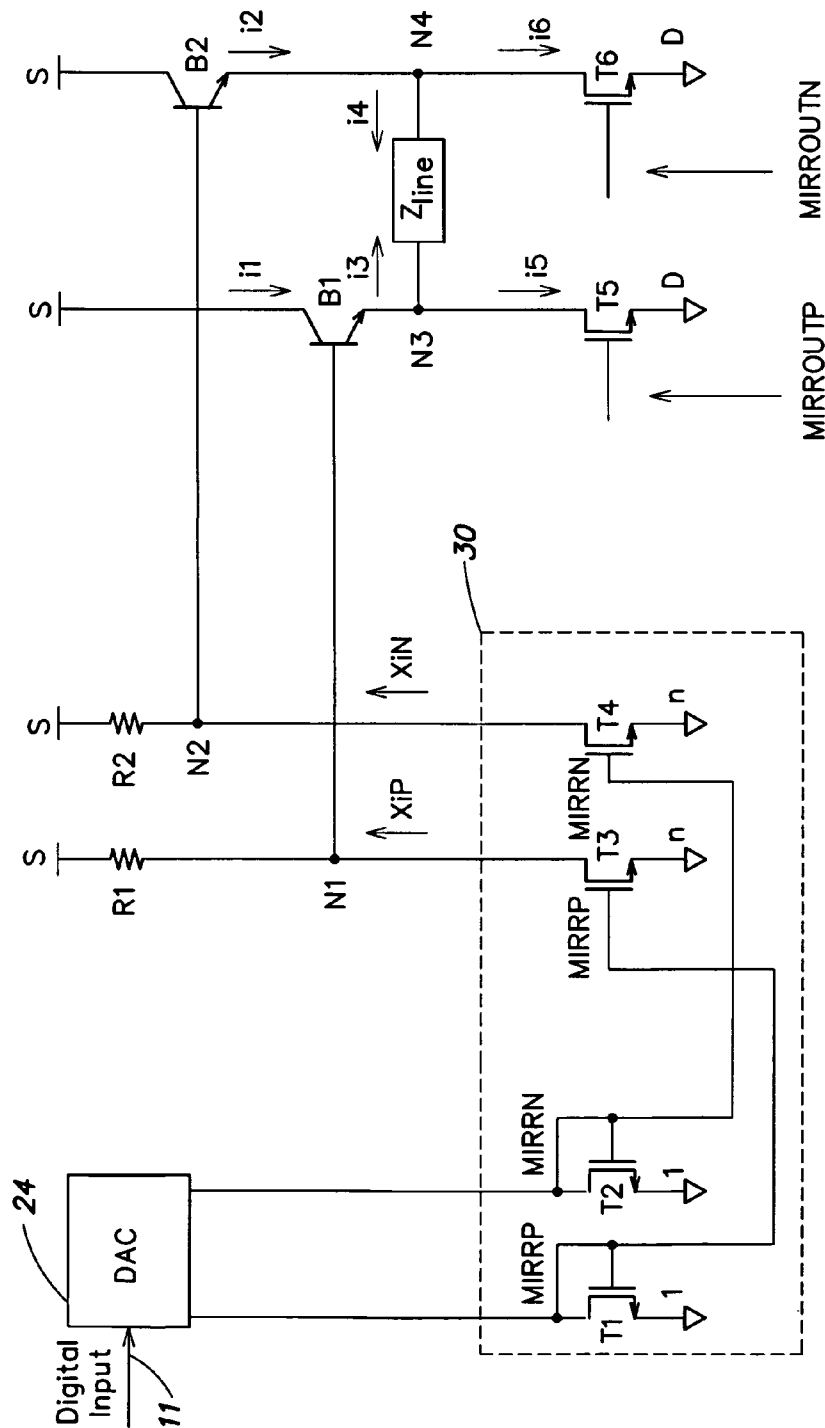 S
S
B2
i2
N4
i4
Zline
i6
T6
D
MIRROUTN
i1
B1
i3
N3
i5
T5
D
MIRROUTP
S
S
R2
R1
N2
N1
XiN
XiP
30
MIRRN
T4
n
MIRRP
T3
n
24
DAC
Digital
Input
11
MIRRN
T2
1
MIRRP
T1
1